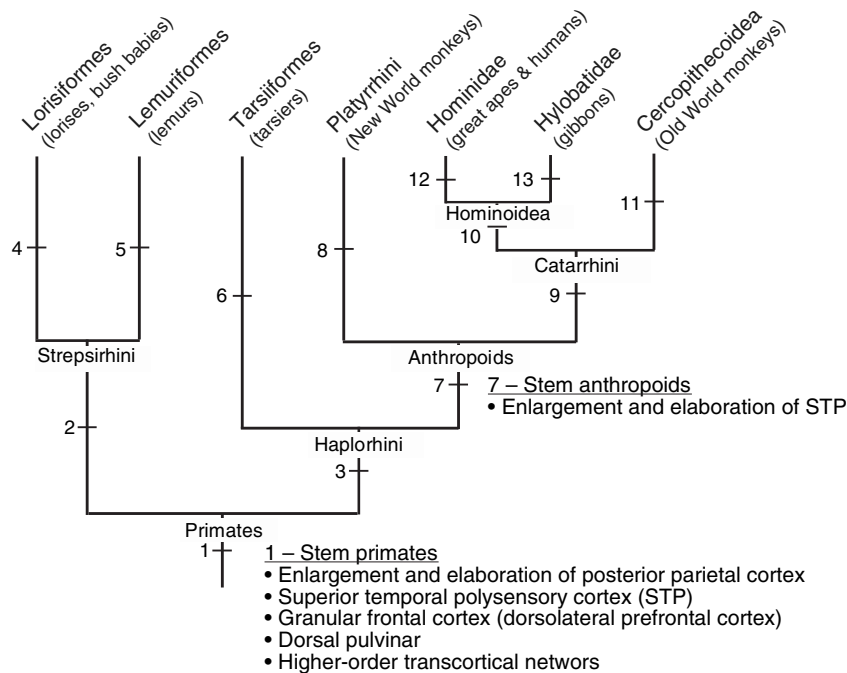 Lorisiformes
(lorises, bush babies)
Lemuriformes
(lemurs)
Tarsiiformes
(tarsiers)
Platyrrhini
(New World monkeys)
Hominidae
(great apes & humans)
Hylobatidae
(gibbons)
Cercopithecoidea
(Old World monkeys)
12
13
11
Hominoidea
10
4
5
8
Catarrhini
6
9
Strepsirhini
Anthropoids
7
7 – Stem anthropoids
• Enlargement and elaboration of STP
2
Haplorhini
3
Primates
1
1 – Stem primates
• Enlargement and elaboration of posterior parietal cortex
• Superior temporal polysensory cortex (STP)
• Granular frontal cortex (dorsolateral prefrontal cortex)
• Dorsal pulvinar
• Higher-order transcortical networs